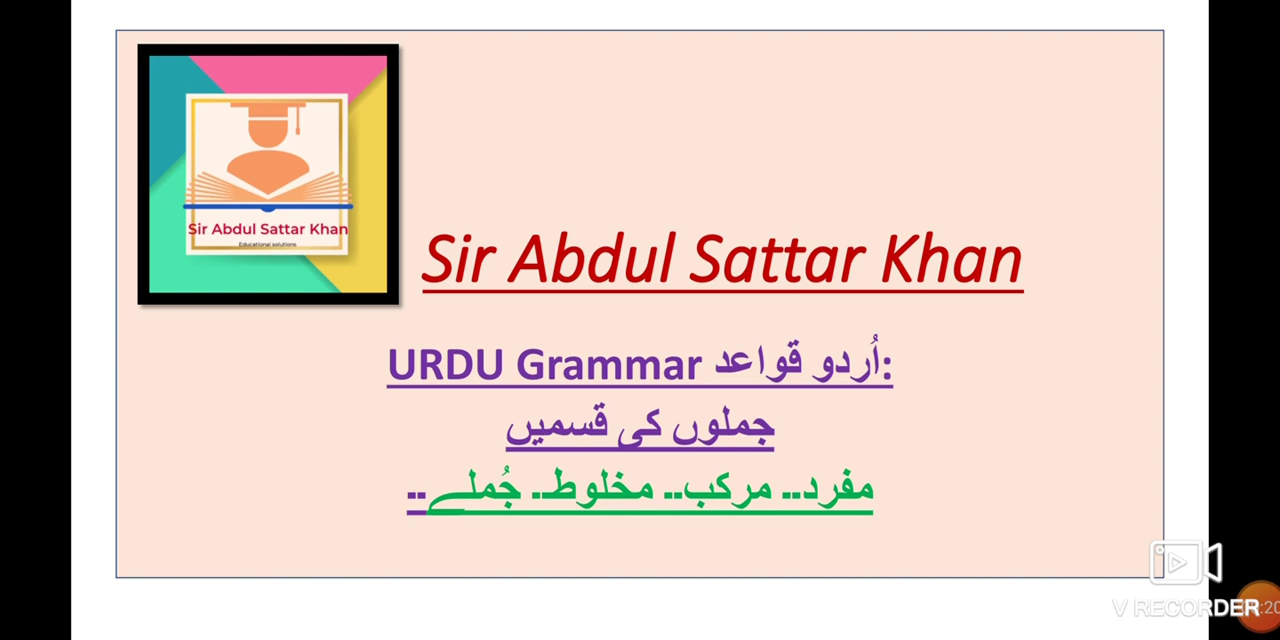 Sir Abdul Sattar Khan
Educational solutions
Sir Abdul Sattar Khan
URDU Grammar اُردو قواعد:
جملوں کی قسمیں
مفرد.. مرکب.. مخلوط.. جُملے..
V RECORDER
:20